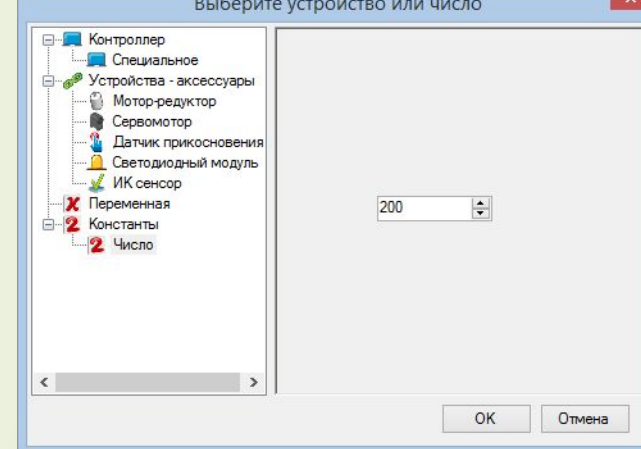 Выберите устройство или число
Контроллер
Специальное
Устройства - аксессуары
Мотор-редуктор
Сервомотор
Датчик прикосновения
Светодиодный модуль
ИК сенсор
Переменная
Константы
Число
200
OK
Отмена